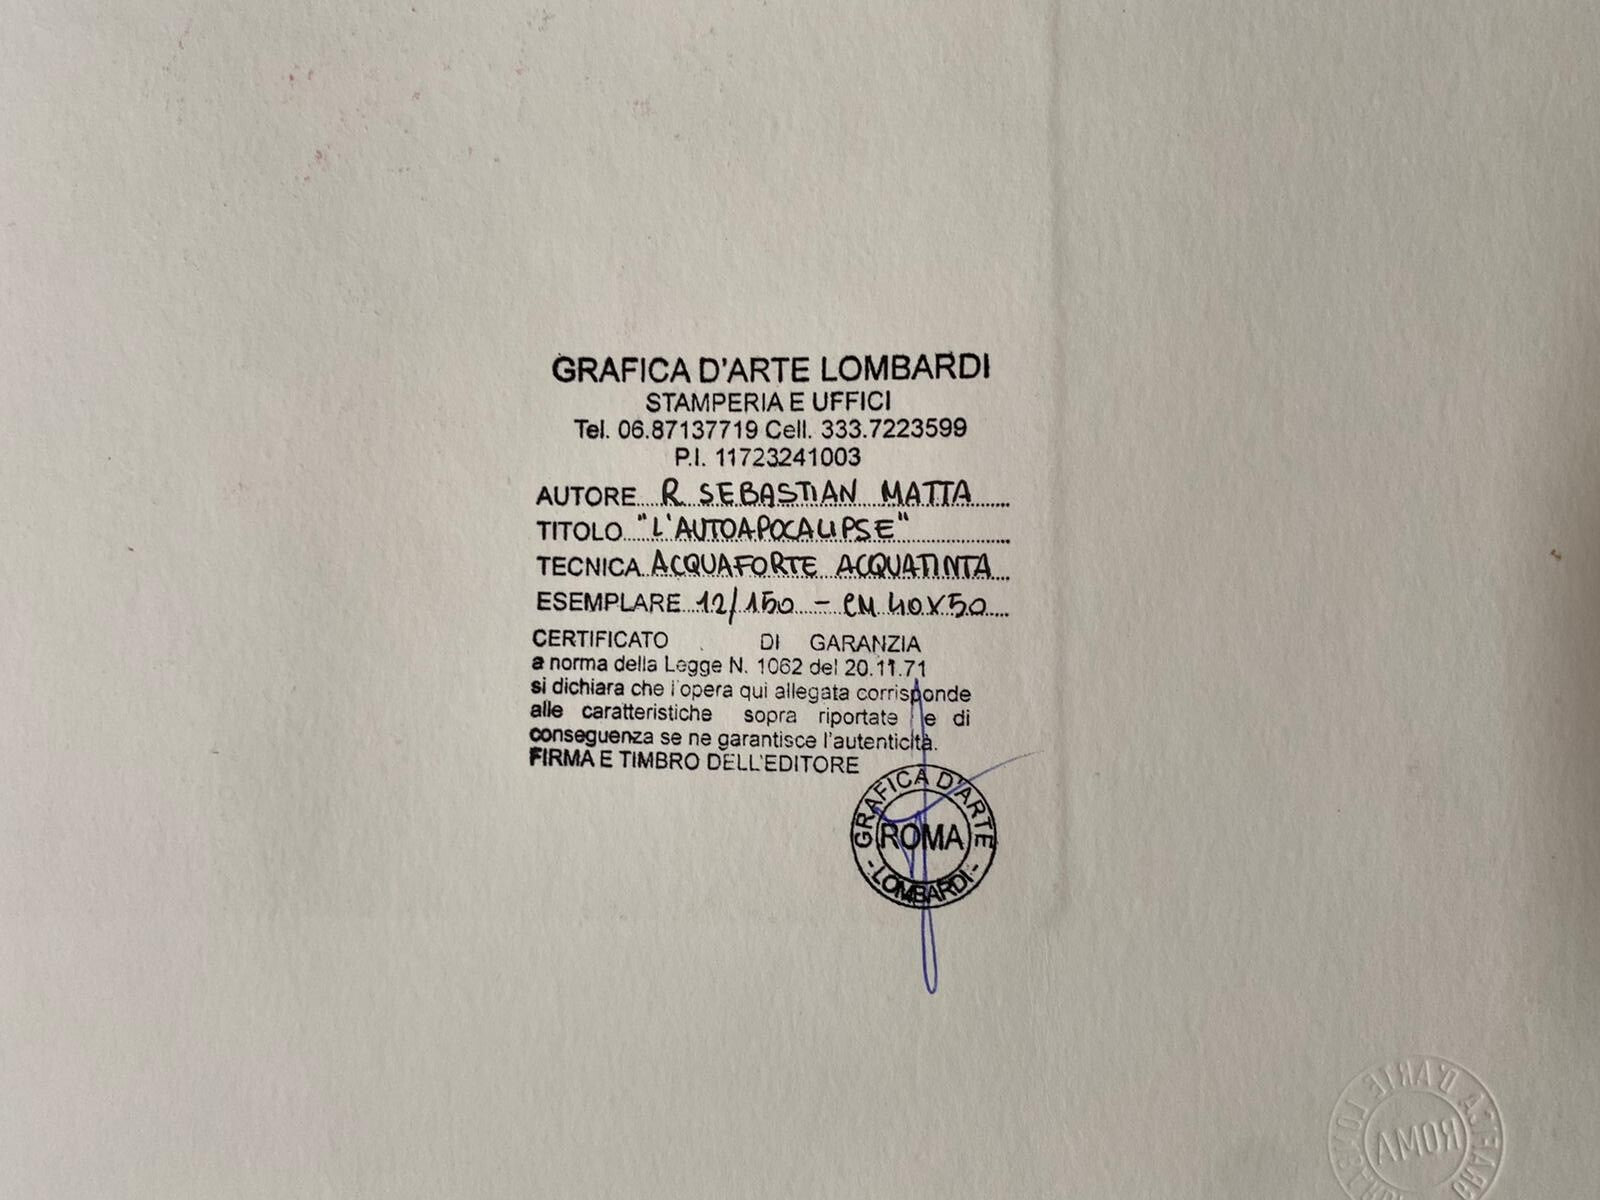 GRAFICA D'ARTE LOMBARDI
STAMPERIA E UFFICI
Tel. 06.87137719 Cell. 333.7223599
P.I. 11723241003
AUTORE R SEBASTIAN MATTA
TITOLO "L'AUTOAPOCALIPSE"
TECNICA ACQUAFORTE ACQUATINTA
ESEMPLARE 12/150 - CM 40X50
CERTIFICATO DI GARANZIA
a norma della Legge N. 1062 del 20.11.71
si dichiara che l'opera qui allegata corrisponde
alle caratteristiche sopra riportate e di
conseguenza se ne garantisce l'autenticità.
FIRMA E TIMBRO DELL'EDITORE
GRAFICA D'ARTE
ROMA
- LOMBARDI -
D'ARTE
ROMA